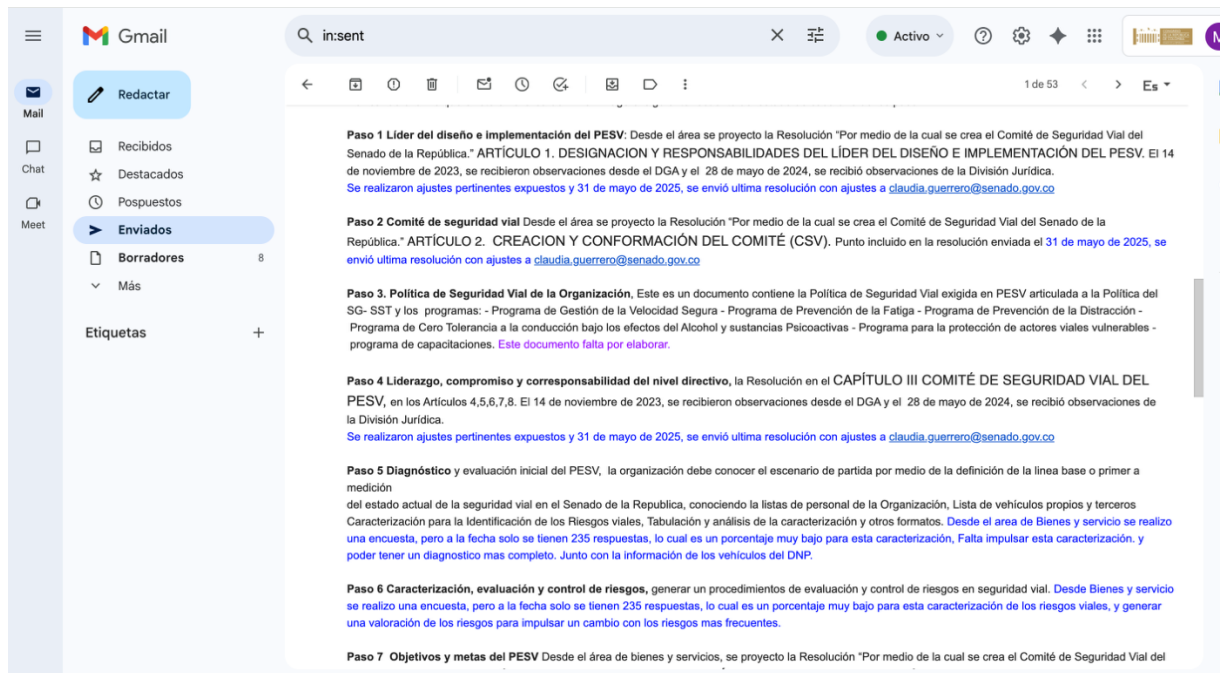 Gmail
in:sent
Activo
Redactar
1 de 53
Es
Mail
Recibidos
Chat
Destacados
Meet
Pospuestos
Enviados
Borradores 8
Más
Etiquetas
Paso 1 Líder del diseño e implementación del PESV: Desde el área se proyecto la Resolución "Por medio de la cual se crea el Comité de Seguridad Vial del
Senado de la República." ARTÍCULO 1. DESIGNACION Y RESPONSABILIDADES DEL LÍDER DEL DISEÑO E IMPLEMENTACIÓN DEL PESV. El 14
de noviembre de 2023, se recibieron observaciones desde el DGA y el 28 de mayo de 2024, se recibió observaciones de la División Jurídica.
Se realizaron ajustes pertinentes expuestos y 31 de mayo de 2025, se envió ultima resolución con ajustes a claudia.guerrero@senado.gov.co
Paso 2 Comité de seguridad vial Desde el área se proyecto la Resolución "Por medio de la cual se crea el Comité de Seguridad Vial del Senado de la
República." ARTÍCULO 2. CREACION Y CONFORMACIÓN DEL COMITÉ (CSV). Punto incluido en la resolución enviada el 31 de mayo de 2025, se
envió ultima resolución con ajustes a claudia.guerrero@senado.gov.co
Paso 3. Política de Seguridad Vial de la Organización, Este es un documento contiene la Política de Seguridad Vial exigida en PESV articulada a la Política del
SG- SST y los programas: - Programa de Gestión de la Velocidad Segura - Programa de Prevención de la Fatiga - Programa de Prevención de la Distracción -
Programa de Cero Tolerancia a la conducción bajo los efectos del Alcohol y sustancias Psicoactivas - Programa para la protección de actores viales vulnerables -
programa de capacitaciones. Este documento falta por elaborar.
Paso 4 Liderazgo, compromiso y corresponsabilidad del nivel directivo, la Resolución en el CAPÍTULO III COMITÉ DE SEGURIDAD VIAL DEL
PESV, en los Artículos 4,5,6,7,8. El 14 de noviembre de 2023, se recibieron observaciones desde el DGA y el 28 de mayo de 2024, se recibió observaciones de
la División Jurídica.
Se realizaron ajustes pertinentes expuestos y 31 de mayo de 2025, se envió ultima resolución con ajustes a claudia.guerrero@senado.gov.co
Paso 5 Diagnóstico y evaluación inicial del PESV, la organización debe conocer el escenario de partida por medio de la definición de la linea base o primer a
medición
del estado actual de la seguridad vial en el Senado de la Republica, conociendo la listas de personal de la Organización, Lista de vehículos propios y terceros
Caracterización para la Identificación de los Riesgos viales, Tabulación y análisis de la caracterización y otros formatos. Desde el area de Bienes y servicio se realizo
una encuesta, pero a la fecha solo se tienen 235 respuestas, lo cual es un porcentaje muy bajo para esta caracterización, Falta impulsar esta caracterización. y
poder tener un diagnostico mas completo. Junto con la información de los vehículos del DNP.
Paso 6 Caracterización, evaluación y control de riesgos, generar un procedimientos de evaluación y control de riesgos en seguridad vial. Desde Bienes y servicio
se realizo una encuesta, pero a la fecha solo se tienen 235 respuestas, lo cual es un porcentaje muy bajo para esta caracterización de los riesgos viales, y generar
una valoración de los riesgos para impulsar un cambio con los riesgos mas frecuentes.
Paso 7 Objetivos y metas del PESV Desde el área de bienes y servicios, se proyecto la Resolución "Por medio de la cual se crea el Comité de Seguridad Vial del